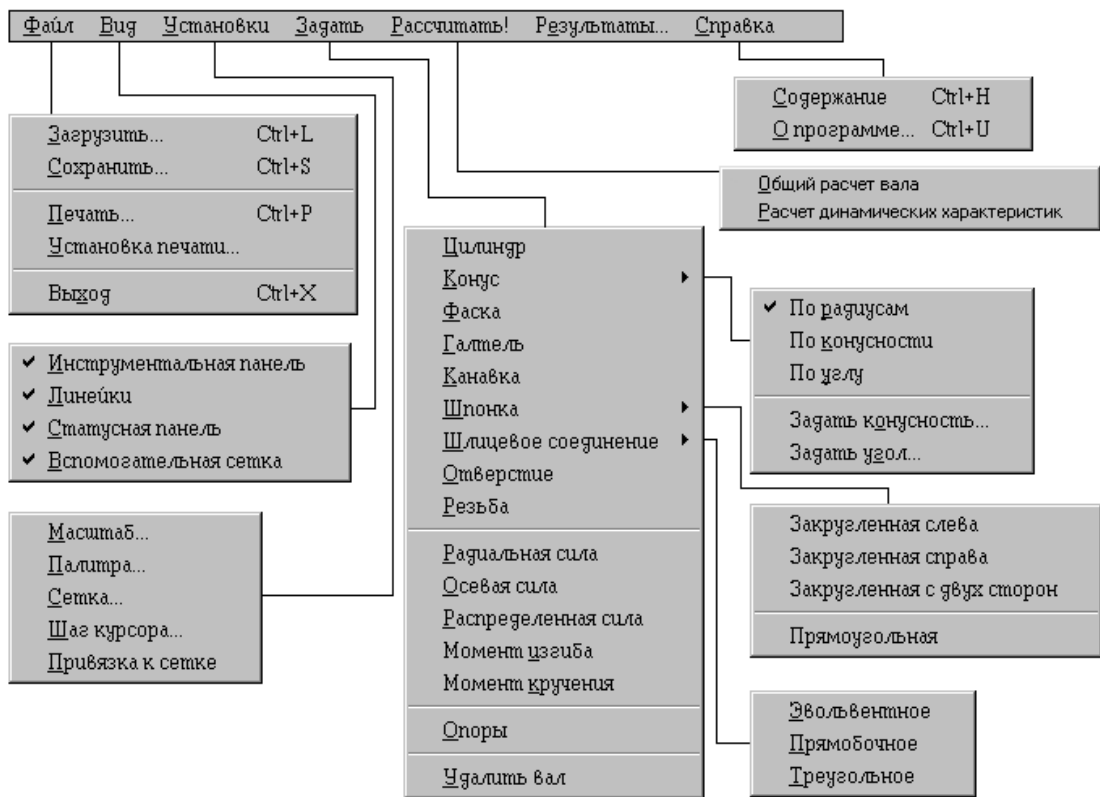 Файл Вид Установки Задать Рассчитать! Результаты... Справка
Содержание Ctrl+H
О программе... Ctrl+U
Загрузить... Ctrl+L
Сохранить... Ctrl+S
Печать... Ctrl+P
Установка печати...
Выход Ctrl+X
Общий расчет вала
Расчет динамических характеристик
Инструментальная панель
Линейки
Статусная панель
Вспомогательная сетка
Масштаб...
Палитра...
Сетка...
Шаг курсора...
Привязка к сетке
Цилиндр
Конус
Фаска
Галтель
Канавка
Шпонка
Шлицевое соединение
Отверстие
Резьба
Радиальная сила
Осевая сила
Распределенная сила
Момент изгиба
Момент кручения
Опоры
Удалить вал
По радиусам
По конусности
По углу
Задать конусность...
Задать угол...
Закругленная слева
Закругленная справа
Закругленная с двух сторон
Прямоугольная
Эвольвентное
Прямобочное
Треугольное